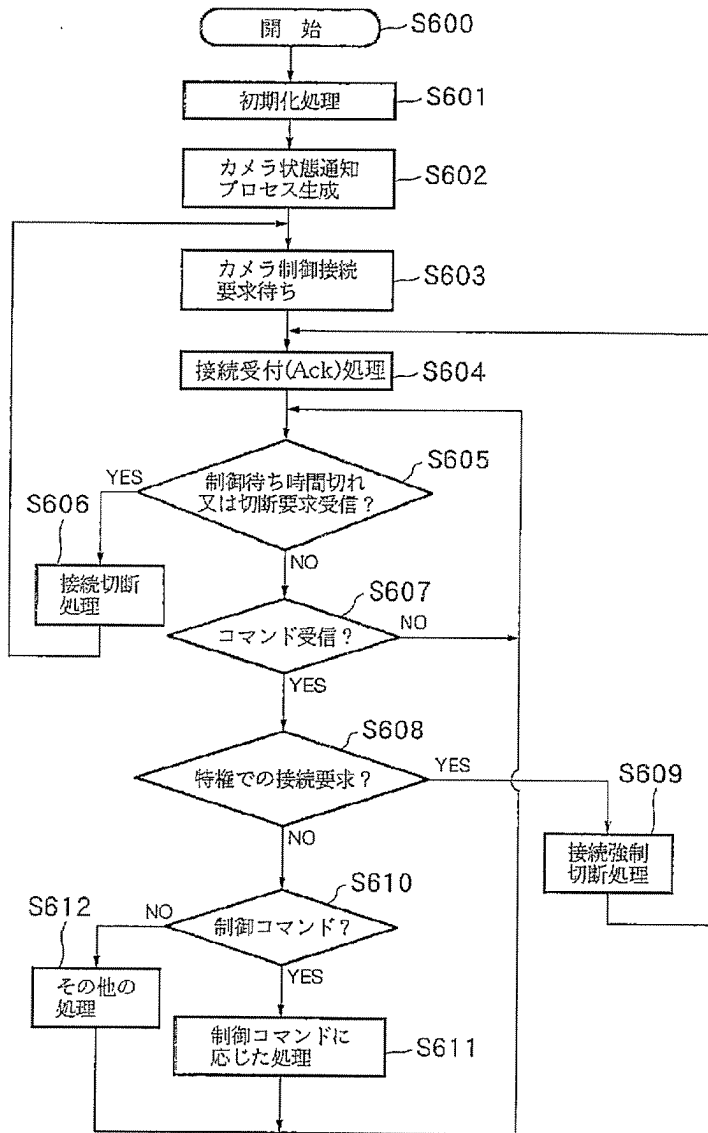 開 始
S600
初期化処理
S601
カメラ状態通知
プロセス生成
S602
カメラ制御接続
要求待ち
S603
接続受付(Ack)処理
S604
制御待ち時間切れ
又は切断要求受信？
S605
YES
S606
NO
接続切断
処理
S607
コマンド受信？
NO
YES
S608
特権での接続要求？
YES
S609
NO
接続強制
切断処理
S610
制御コマンド？
NO
S612
YES
その他の
処理
制御コマンドに
応じた処理
S611